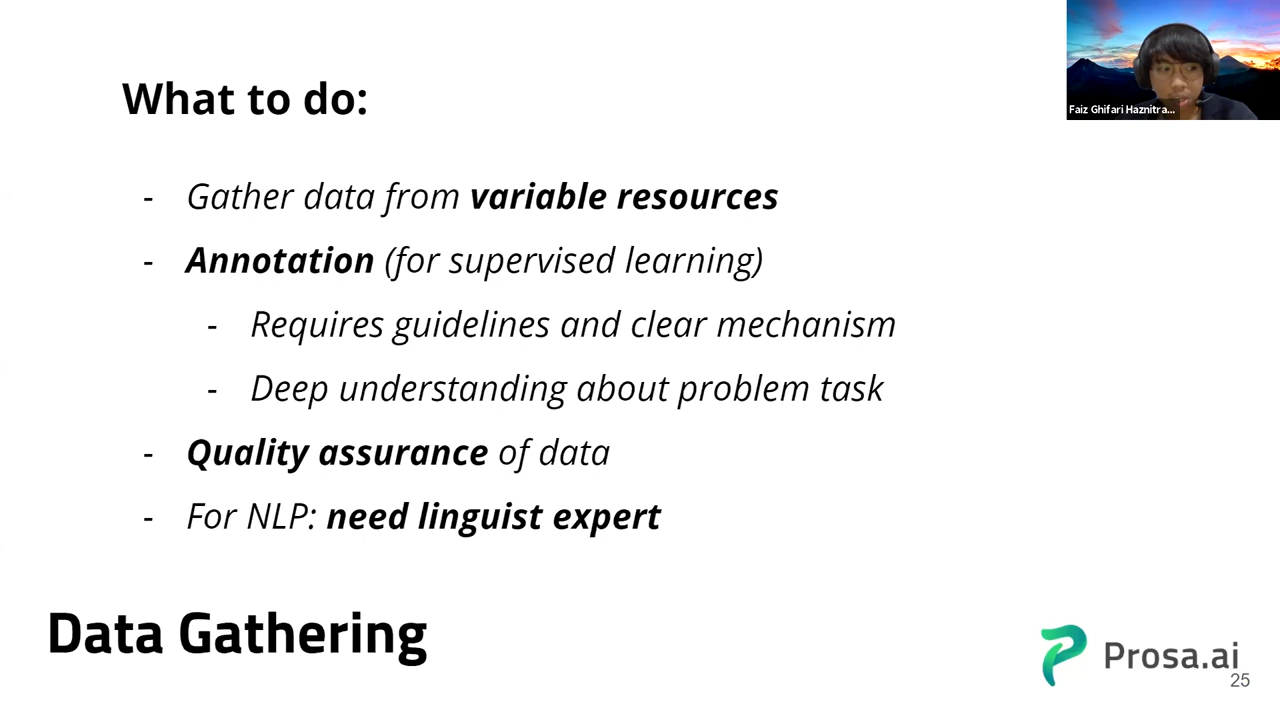 What to do:
Faiz Ghifari Haznitra...
- Gather data from variable resources
- Annotation (for supervised learning)
- Requires guidelines and clear mechanism
- Deep understanding about problem task
- Quality assurance of data
- For NLP: need linguist expert
Data Gathering
Prosa.ai
25